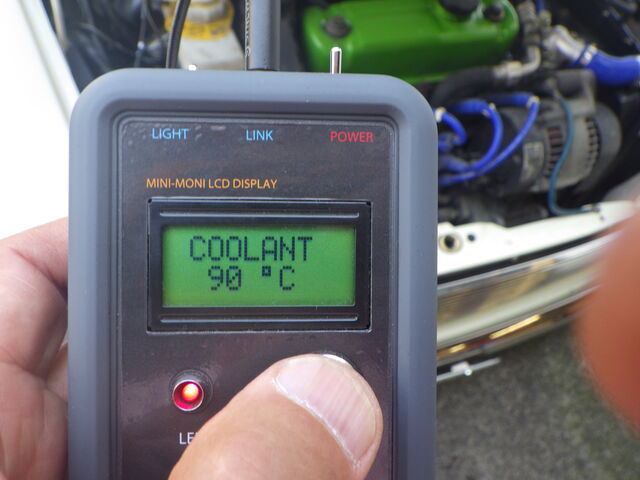 LIGHT LINK POWER
MINI-MONI LCD DISPLAY
COOLANT
90 °C